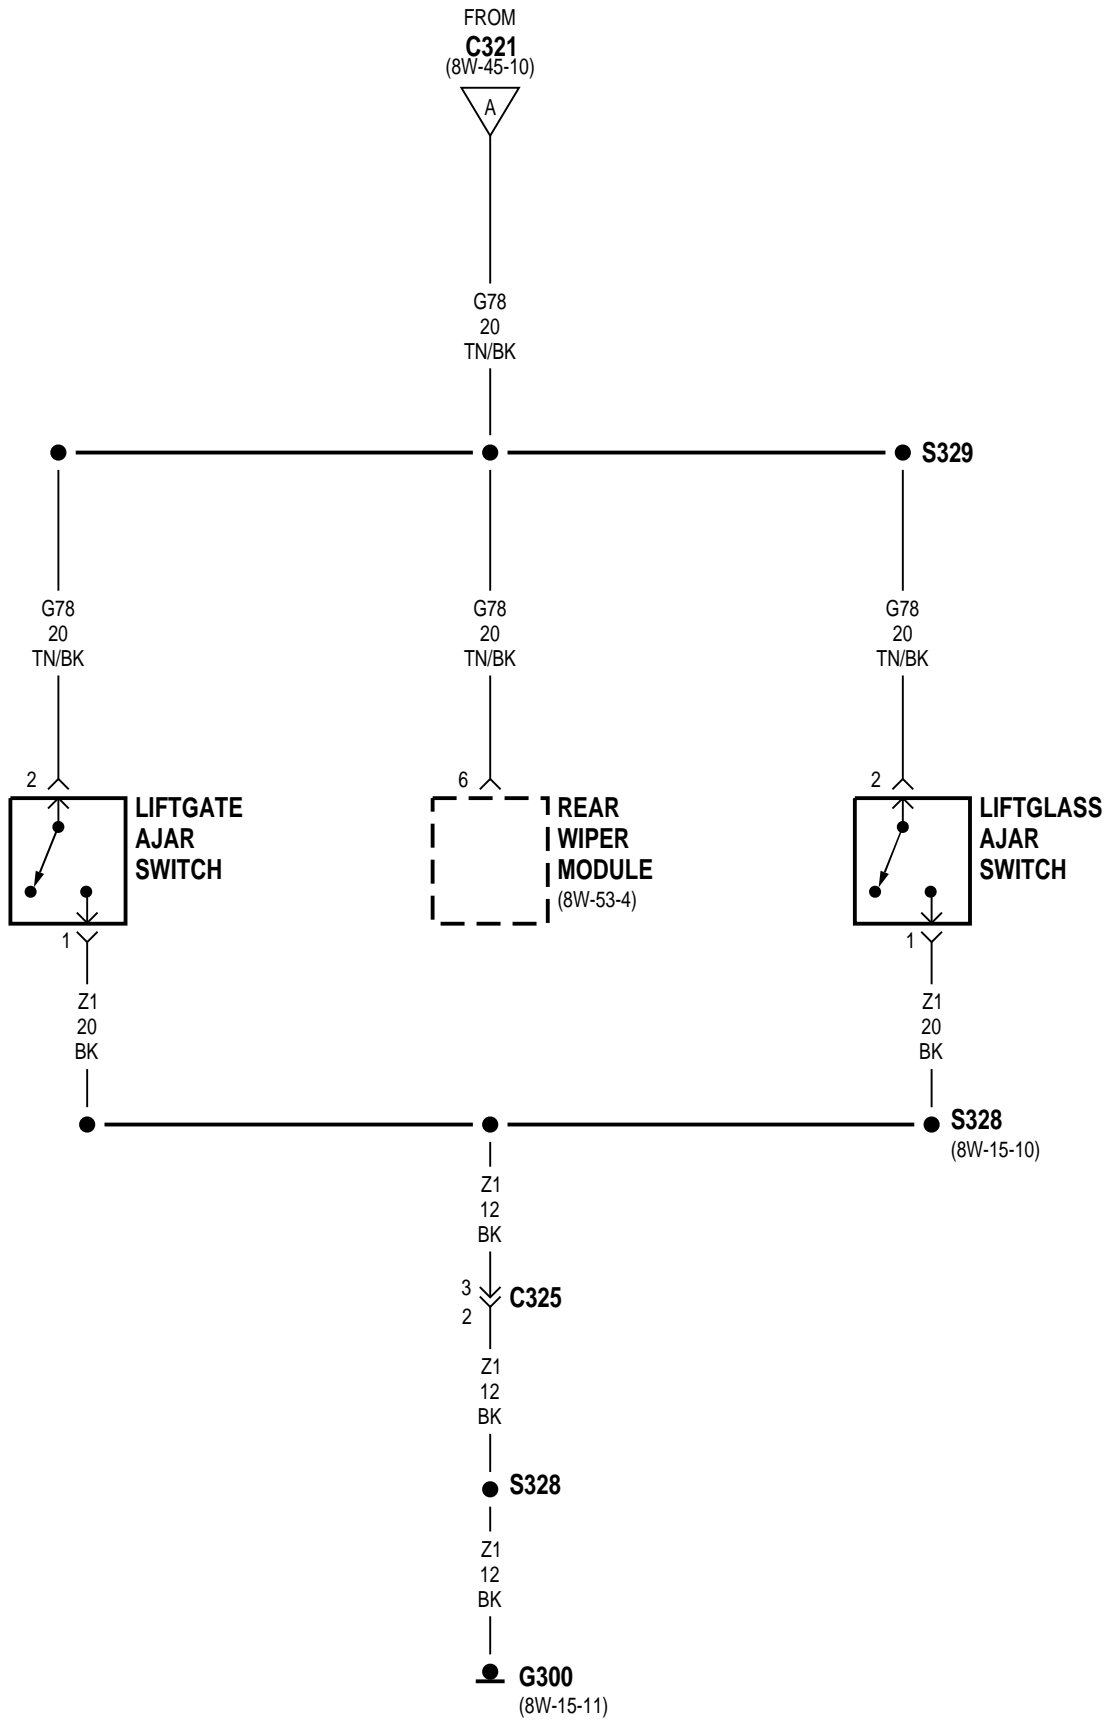 FROM
C321
(8W-45-10)
A
G78
20
TN/BK
S329
G78
20
TN/BK
G78
20
TN/BK
G78
20
TN/BK
2
LIFTGATE
AJAR
SWITCH
1
6
REAR
WIPER
MODULE
(8W-53-4)
2
LIFTGLASS
AJAR
SWITCH
1
Z1
20
BK
Z1
20
BK
S328
(8W-15-10)
Z1
12
BK
3
C325
2
Z1
12
BK
S328
Z1
12
BK
G300
(8W-15-11)